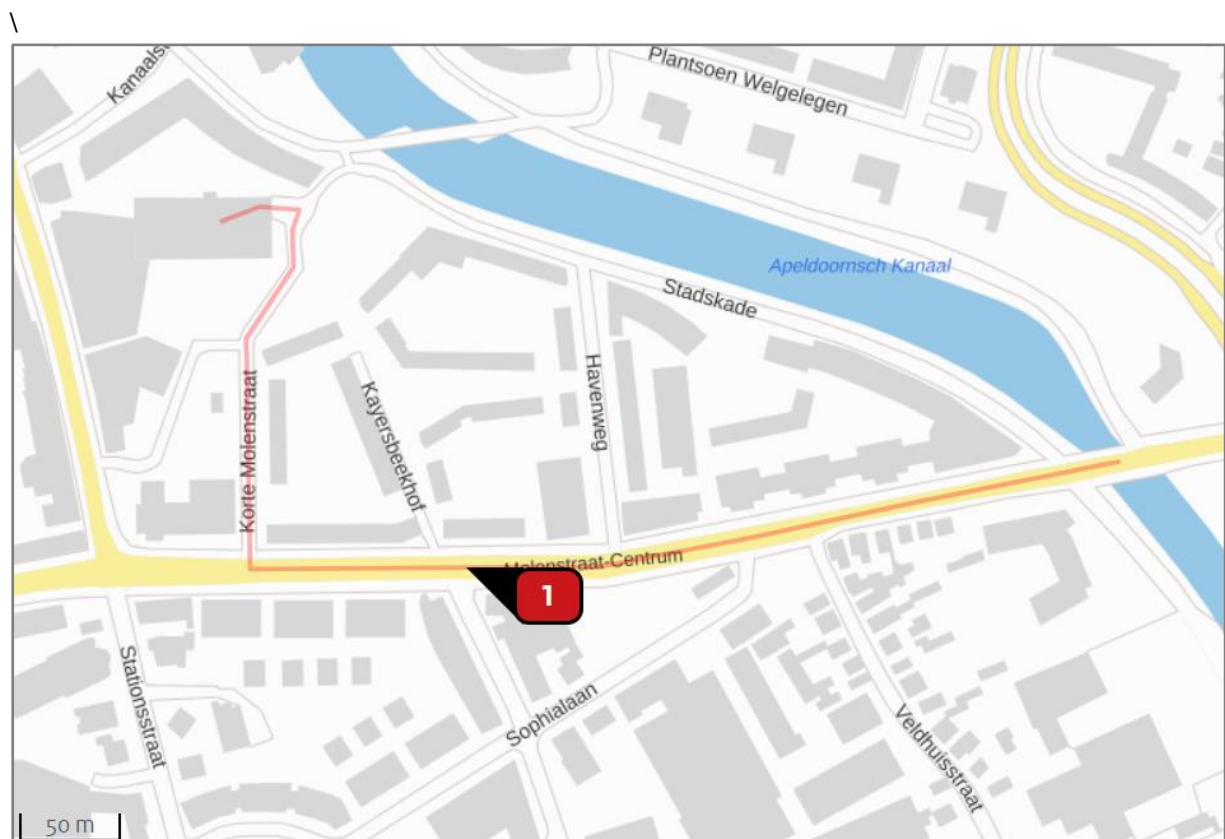 \
Kanaals
Plantsoen Welgelegen
Apeldoornsch Kanaal
Stadskade
Havenweg
Kayersbeekhof
Korte Molenstraat
Molenstraat-Centrum
1
Stationsstraat
Sophialaan
Veldhuisstraat
50 m